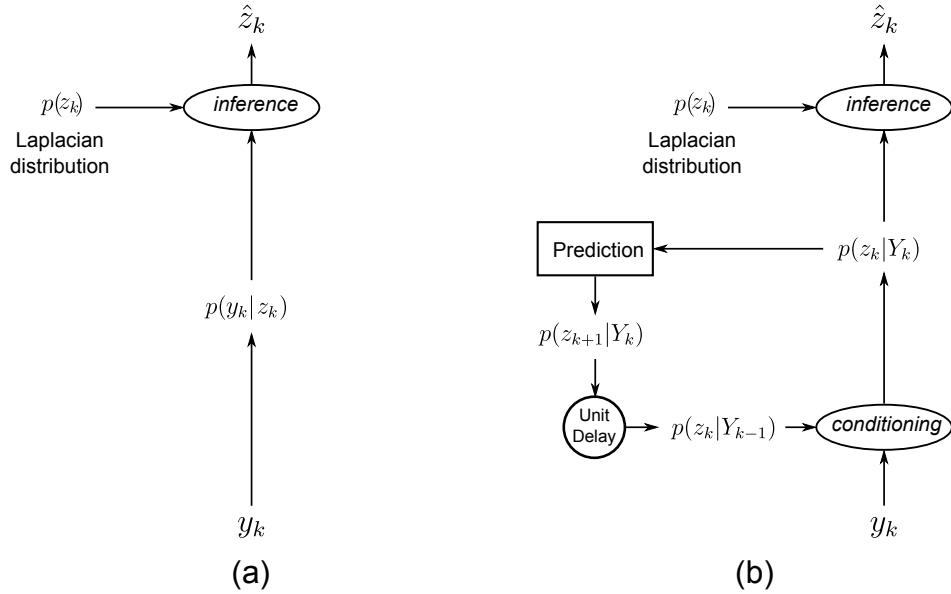 ẑ_k
p(z_k)
inference
Laplacian
distribution
p(y_k|z_k)
y_k
(a)
ẑ_k
p(z_k)
inference
Laplacian
distribution
Prediction
p(z_k|Y_k)
p(z_{k+1}|Y_k)
Unit
Delay
p(z_k|Y_{k-1})
conditioning
y_k
(b)